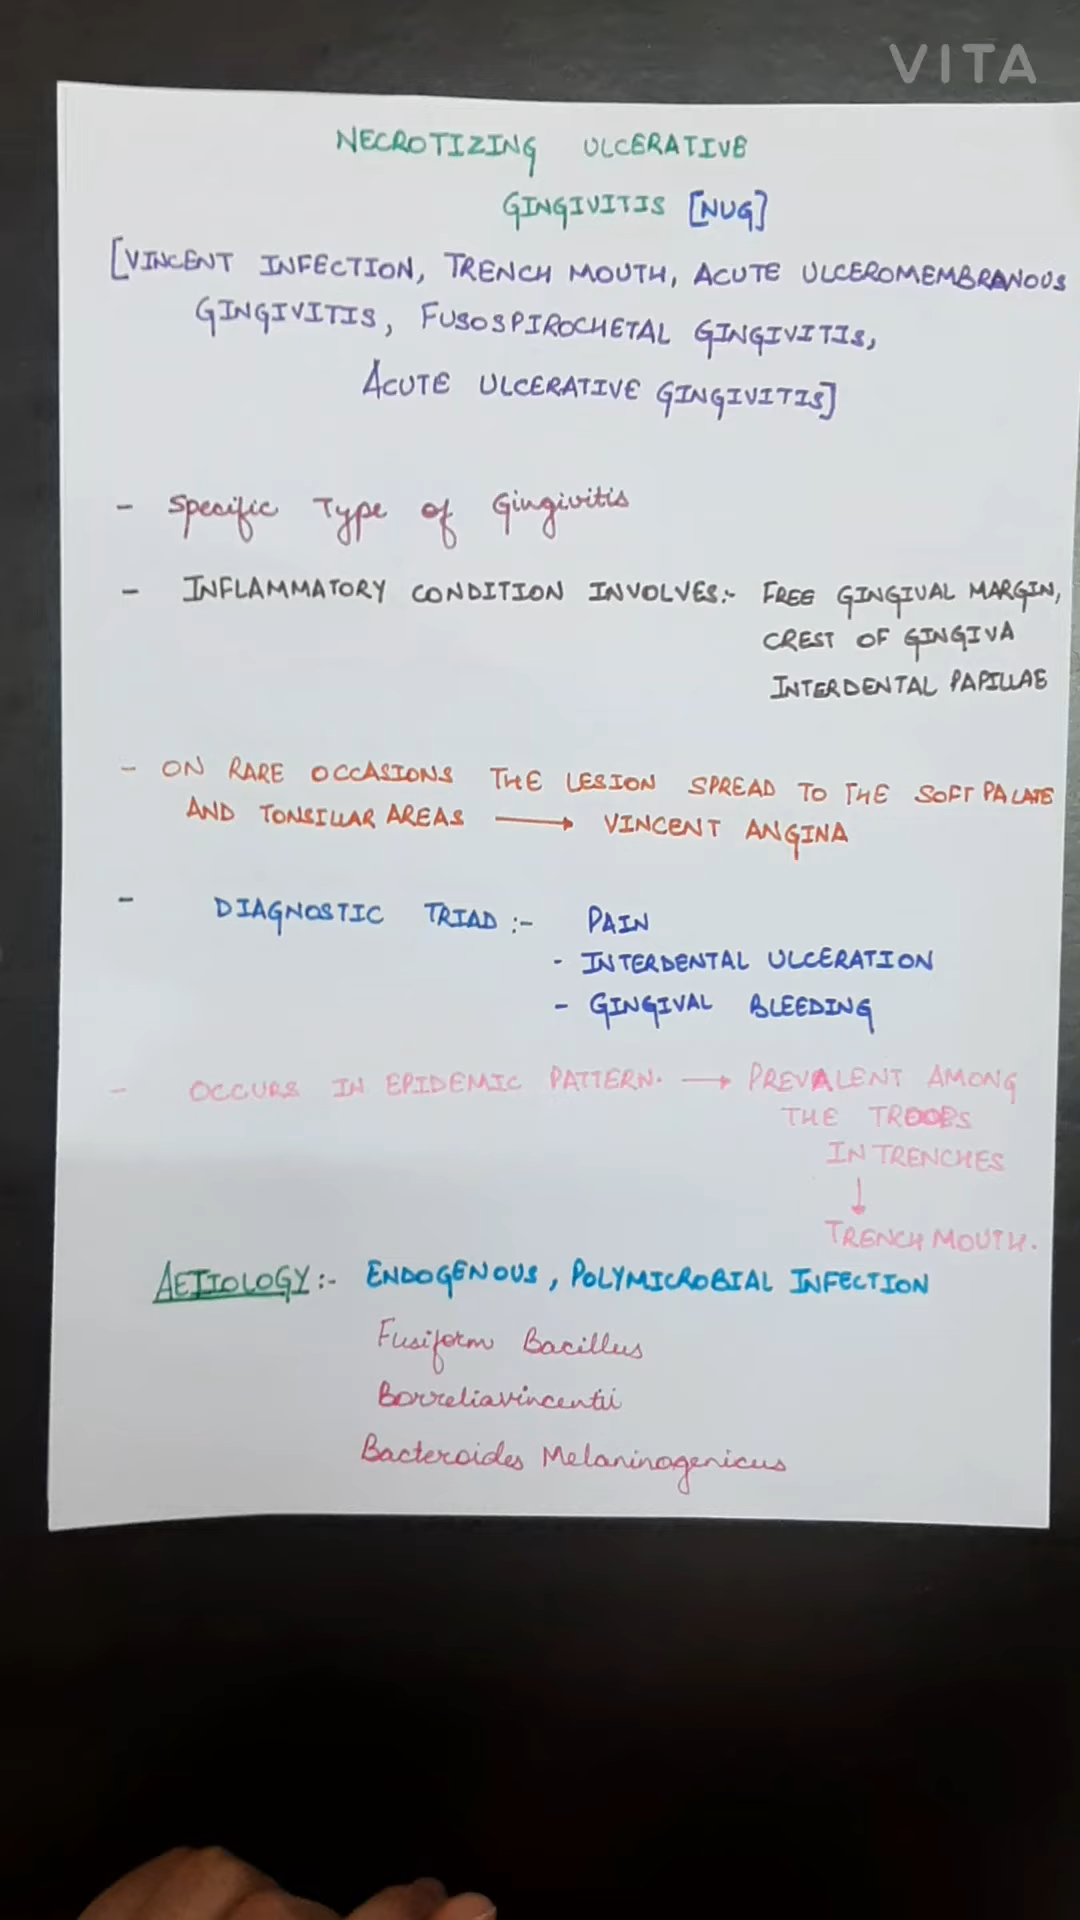 VITA
NECROTIZING ULCERATIVE
GINGIVITIS [NUG]
[VINCENT INFECTION, TRENCH MOUTH, ACUTE ULCEROMEMBRANOUS
GINGIVITIS, FUSOSPIROCHETAL GINGIVITIS,
ACUTE ULCERATIVE GINGIVITIS]
- Specific Type of Gingivitis
- INFLAMMATORY CONDITION INVOLVES:- FREE GINGIVAL MARGIN,
CREST OF GINGIVA
INTERDENTAL PAPILLAE
- ON RARE OCCASIONS THE LESION SPREAD TO THE SOFT PALATE
AND TONSILLAR AREAS → VINCENT ANGINA
- DIAGNOSTIC TRIAD:- PAIN
- INTERDENTAL ULCERATION
- GINGIVAL BLEEDING
- OCCURS IN EPIDEMIC PATTERN. → PREVALENT AMONG
THE TROOPS
IN TRENCHES
↓
TRENCH MOUTH.
AETIOLOGY:- ENDOGENOUS, POLYMICROBIAL INFECTION
Fusiform Bacillus
Borreliavincentii
Bacteroides Melaninogenicus